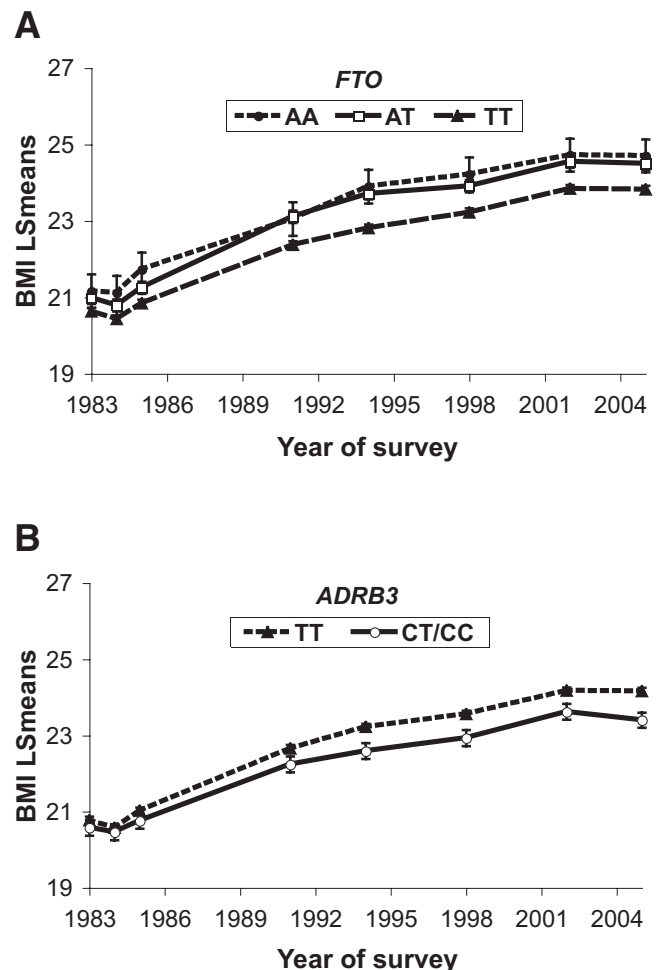 A
FTO
AA AT TT
27
25
23
21
19
BMI LSmeans
1983 1986 1989 1992 1995 1998 2001 2004
Year of survey
B
ADRB3
TT CT/CC
27
25
23
21
19
BMI LSmeans
1983 1986 1989 1992 1995 1998 2001 2004
Year of survey